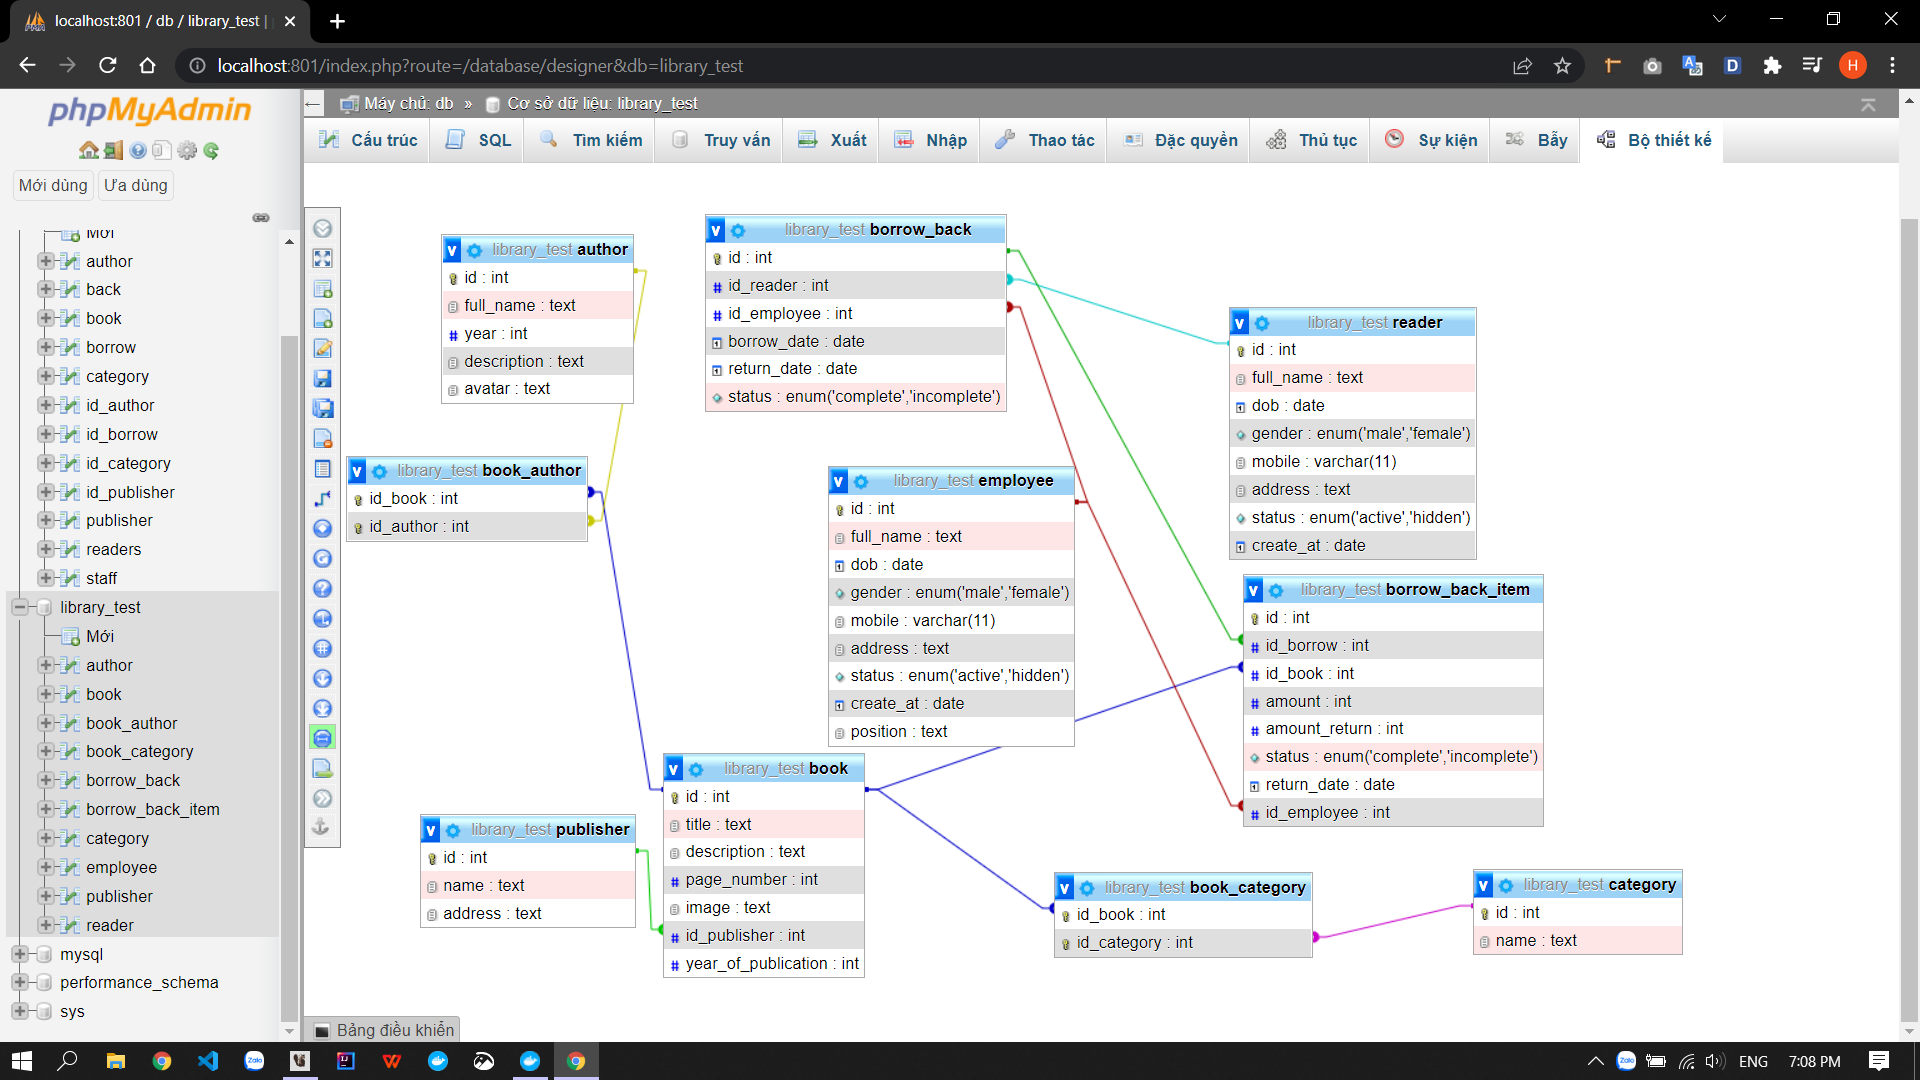 localhost:801 / db / library_test |
localhost:801/index.php?route=/database/designer&db=library_test
H
phpMyAdmin
Mới dùng
Ưa dùng
Mới
author
back
book
borrow
category
id_author
id_borrow
id_category
id_publisher
publisher
readers
staff
library_test
Mới
author
book
book_author
book_category
borrow_back
borrow_back_item
category
employee
publisher
reader
mysql
performance_schema
sys
Máy chủ: db » Cơ sở dữ liệu: library_test
Cấu trúc
SQL
Tìm kiếm
Truy vấn
Xuất
Nhập
Thao tác
Đặc quyền
Thủ tục
Sự kiện
Bẫy
Bộ thiết kế
v library_test author
id : int
full_name : text
year : int
description : text
avatar : text
v library_test borrow_back
id : int
id_reader : int
id_employee : int
borrow_date : date
return_date : date
status : enum('complete','incomplete')
v library_test reader
id : int
full_name : text
dob : date
gender : enum('male','female')
mobile : varchar(11)
address : text
status : enum('active','hidden')
create_at : date
v library_test book_author
id_book : int
id_author : int
v library_test employee
id : int
full_name : text
dob : date
gender : enum('male','female')
mobile : varchar(11)
address : text
status : enum('active','hidden')
create_at : date
position : text
v library_test borrow_back_item
id : int
id_borrow : int
id_book : int
amount : int
amount_return : int
status : enum('complete','incomplete')
return_date : date
id_employee : int
v library_test book
id : int
title : text
description : text
page_number : int
image : text
id_publisher : int
year_of_publication : int
v library_test publisher
id : int
name : text
address : text
v library_test book_category
id_book : int
id_category : int
v library_test category
id : int
name : text
Bảng điều khiển
ENG
7:08 PM